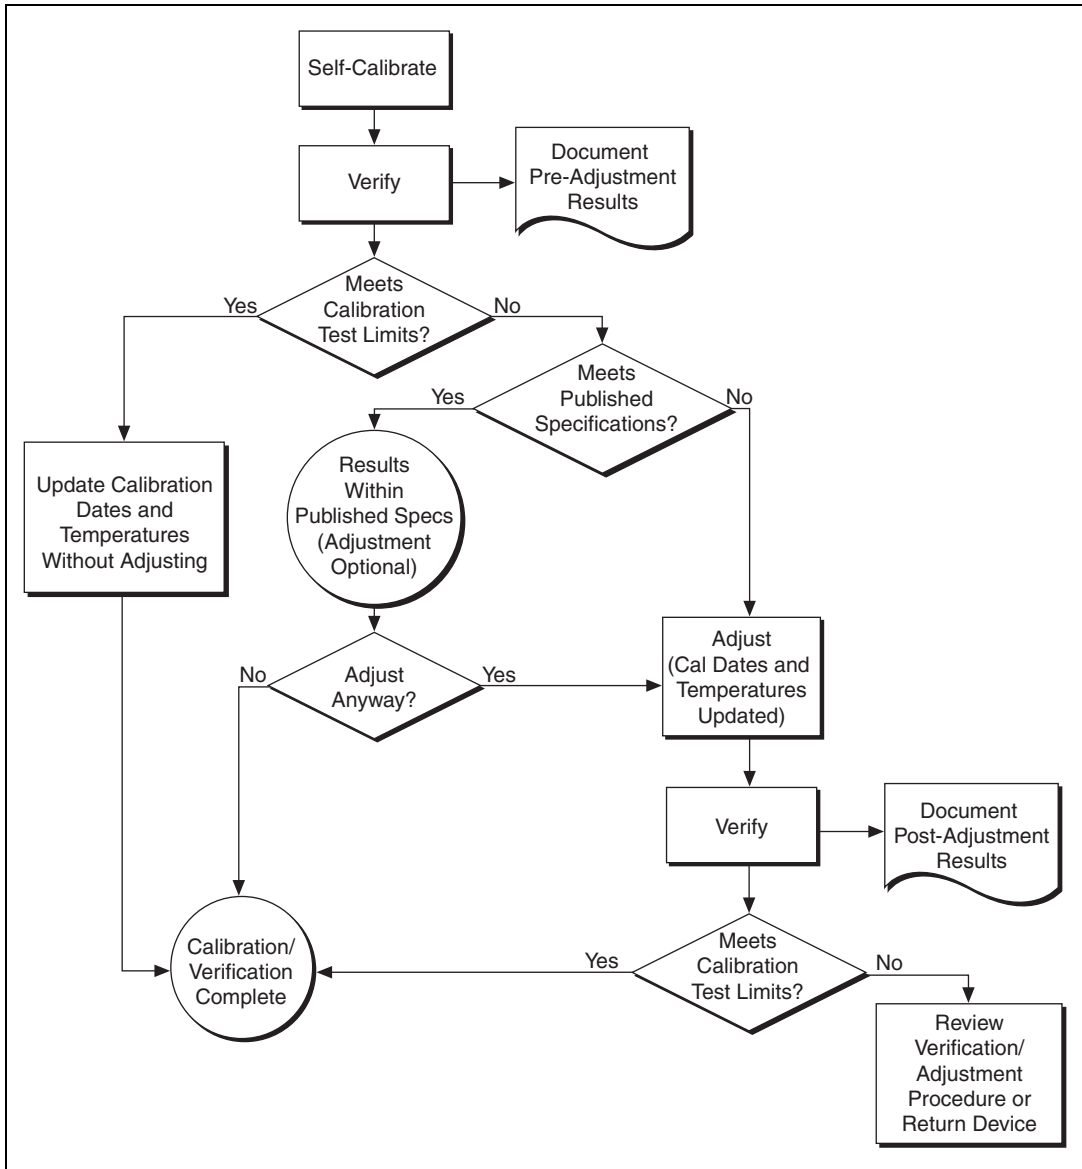 Self-Calibrate
Verify
Document
Pre-Adjustment
Results
Meets
Calibration
Test Limits?
Yes
No
Meets
Published
Specifications?
Yes
No
Update Calibration
Dates and
Temperatures
Without Adjusting
Results
Within
Published Specs
(Adjustment
Optional)
Adjust
Anyway?
No
Yes
Adjust
(Cal Dates and
Temperatures
Updated)
Verify
Document
Post-Adjustment
Results
Calibration/
Verification
Complete
Meets
Calibration
Test Limits?
Yes
No
Review
Verification/
Adjustment
Procedure or
Return Device